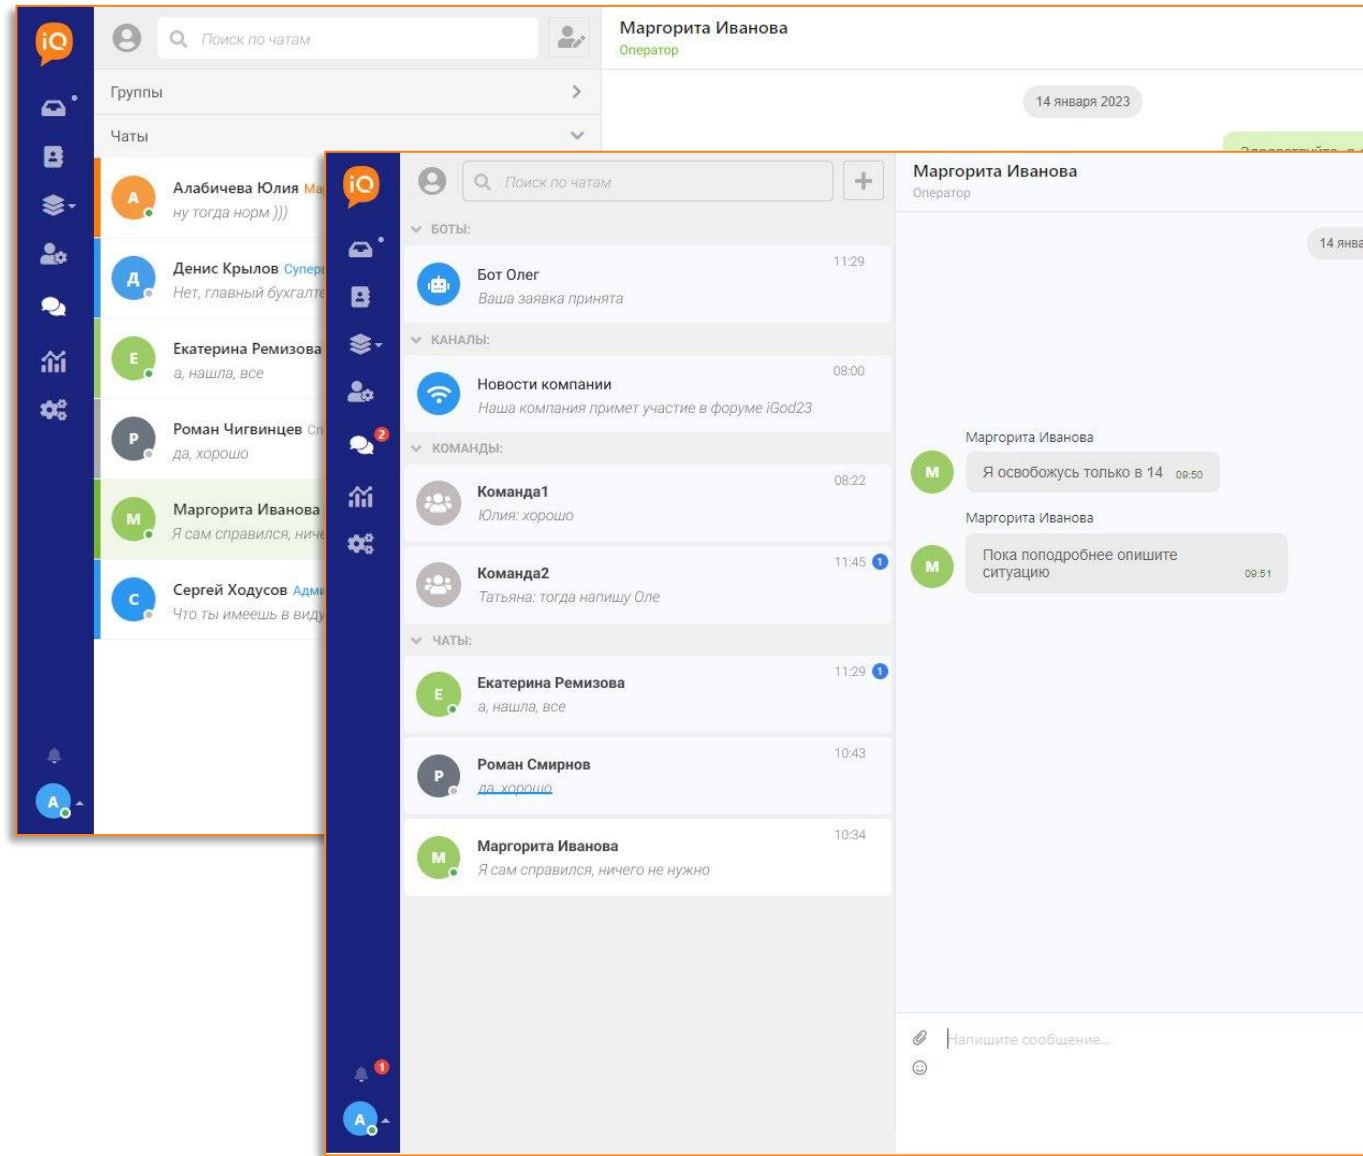 iQ
Поиск по чатам
Группы
Чаты
А
Алабичева Юлия
ну тогда норм )))
Д
Денис Крылов
Нет, главный
Е
Екатерина Ремизова
а, нашла, все
Р
Роман Чигвинцев
да, хорошо
М
Маргорита Иванова
Я сам справился,
С
Сергей Ходусов
Что ты имеешь в
А
Маргорита Иванова
Оператор
14 января 2023
iQ
2
1
А
Поиск по чатам
БОТЫ:
Бот Олег 11:29
Ваша заявка принята
КАНАЛЫ:
Новости компании 08:00
Наша компания примет участие в форуме iGod23
КОМАНДЫ:
Команда1 08:22
Юлия: хорошо
Команда2 11:45 1
Татьяна: тогда напишу Оле
ЧАТЫ:
Е
Екатерина Ремизова 11:29 1
а, нашла, все
Р
Роман Смирнов 10:43
да, хорошо
М
Маргорита Иванова 10:34
Я сам справился, ничего не нужно
Маргорита Иванова
Оператор
14
Маргорита Иванова
М
Я освобожусь только в 14 09:50
Маргорита Иванова
М
Пока поподробнее опишите
ситуацию 09:51
Напишите сообщение...